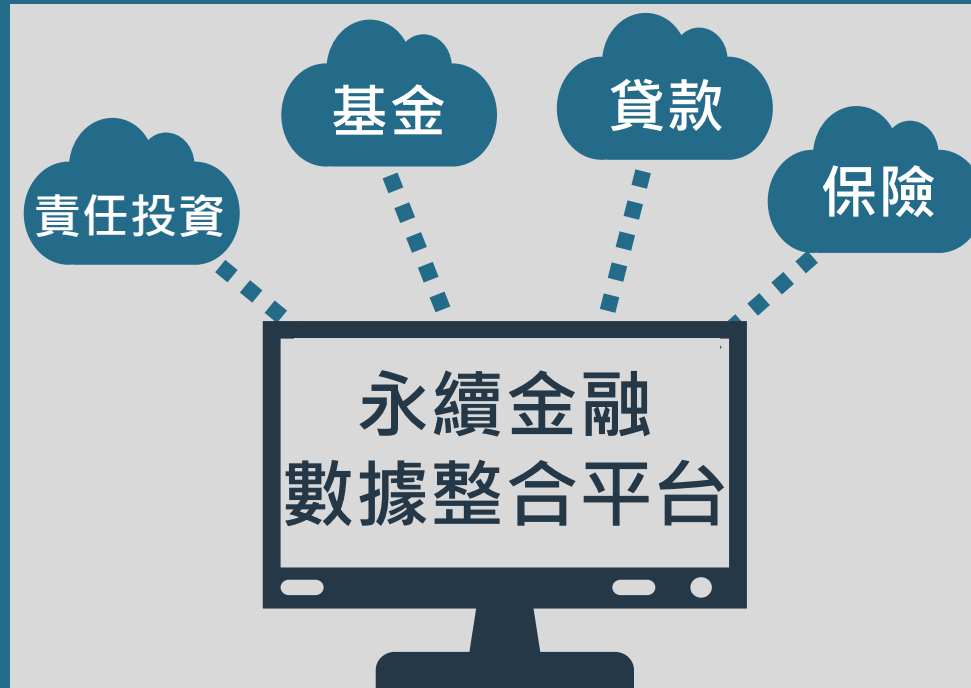 責任投資
基金
貸款
保險
永續金融
數據整合平台